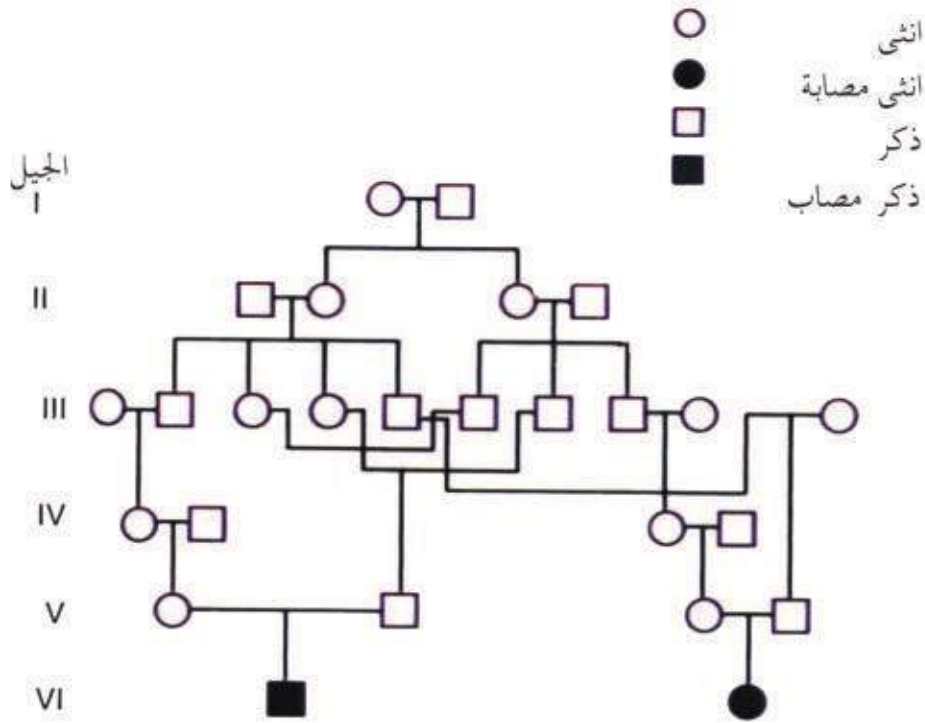 انثى
انثى مصابة
ذكر
ذكر مصاب
الجيل
I
II
III
IV
V
VI